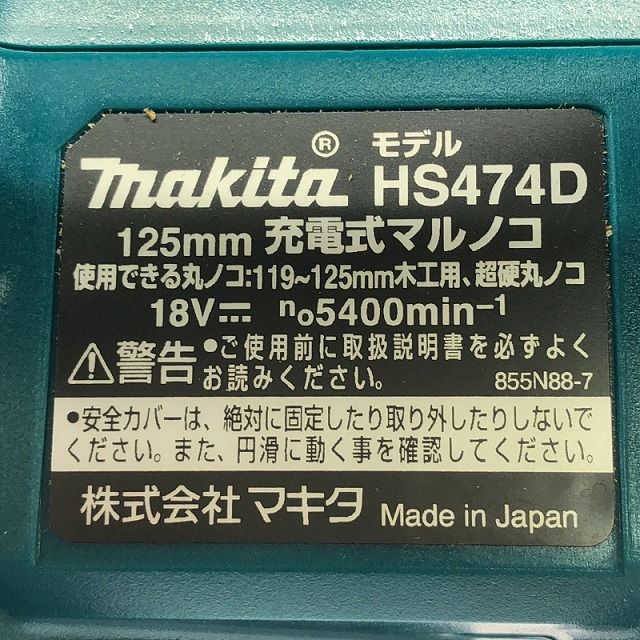 makita® モデル HS474D
125mm 充電式マルノコ
使用できる丸ノコ:119~125mm木工用、超硬丸ノコ
18V⎓ n₀5400min⁻¹
⚠警告 ●ご使用前に取扱説明書を必ずよく
お読みください。 855N88-7
●安全カバーは、絶対に固定したり取り外したりしないで
ください。また、円滑に動く事を確認してください。
株式会社マキタ Made in Japan